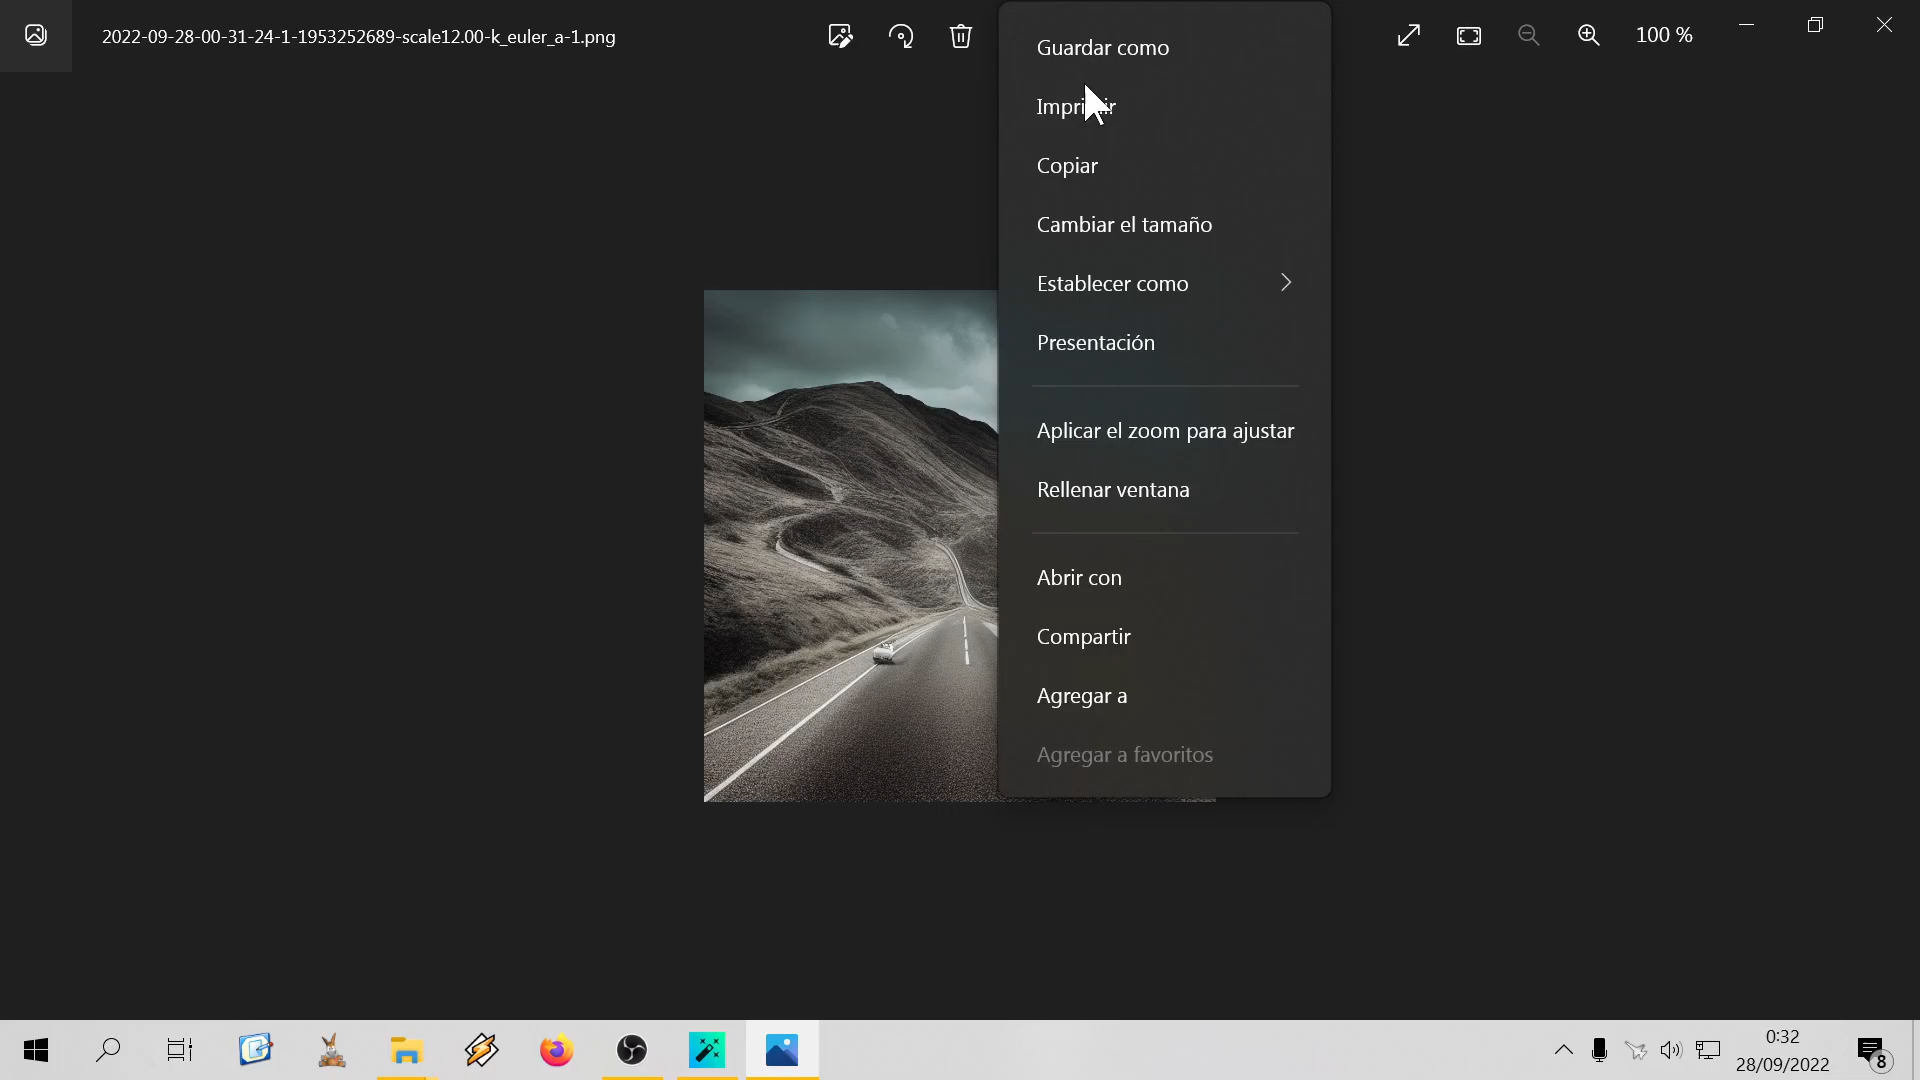 2022-09-28-00-31-24-1-1953252689-scale12.00-k_euler_a-1.png
100 %
Guardar como
Imprimir
Copiar
Cambiar el tamaño
Establecer como
Presentación
Aplicar el zoom para ajustar
Rellenar ventana
Abrir con
Compartir
Agregar a
Agregar a favoritos
0:32
28/09/2022
8